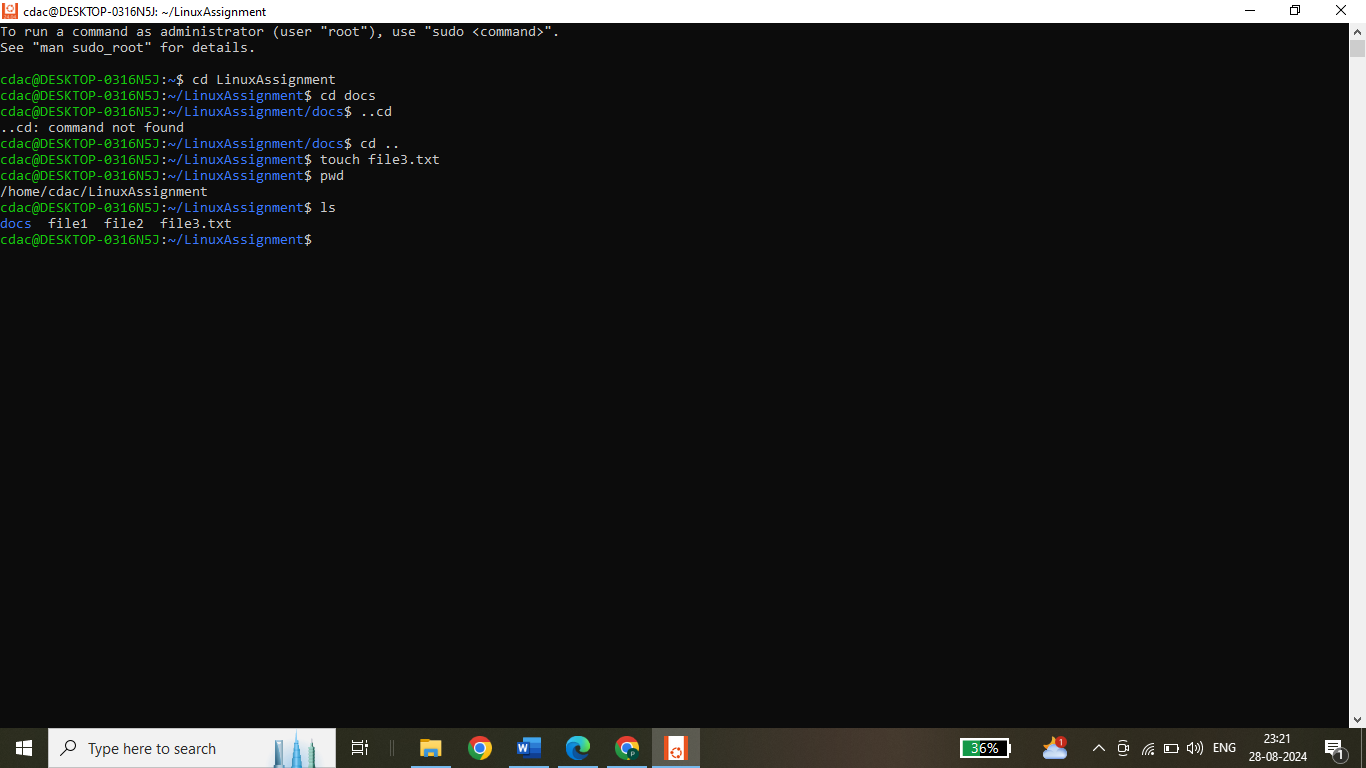 cdac@DESKTOP-0316N5J: ~/LinuxAssignment
To run a command as administrator (user "root"), use "sudo <command>".
See "man sudo_root" for details.
cdac@DESKTOP-0316N5J:~$ cd LinuxAssignment
cdac@DESKTOP-0316N5J:~/LinuxAssignment$ cd docs
cdac@DESKTOP-0316N5J:~/LinuxAssignment/docs$ ..cd
..cd: command not found
cdac@DESKTOP-0316N5J:~/LinuxAssignment/docs$ cd ..
cdac@DESKTOP-0316N5J:~/LinuxAssignment$ touch file3.txt
cdac@DESKTOP-0316N5J:~/LinuxAssignment$ pwd
/home/cdac/LinuxAssignment
cdac@DESKTOP-0316N5J:~/LinuxAssignment$ ls
docs  file1  file2  file3.txt
cdac@DESKTOP-0316N5J:~/LinuxAssignment$
Type here to search
36%
1
ENG
23:21
28-08-2024
1